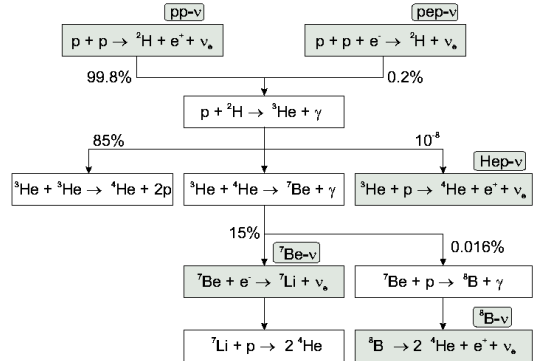 pp-ν
pep-ν
p + p → ²H + e⁺ + νₑ
p + p + e⁻ → ²H + νₑ
99.8%
0.2%
p + ²H → ³He + γ
85%
10⁻⁸
Hep-ν
³He + ³He → ⁴He + 2p
³He + ⁴He → ⁷Be + γ
³He + p → ⁴He + e⁺ + νₑ
15%
0.016%
⁷Be-ν
⁷Be + e⁻ → ⁷Li + νₑ
⁷Be + p → ⁸B + γ
⁸B-ν
⁷Li + p → 2 ⁴He
⁸B → 2 ⁴He + e⁺ + νₑ